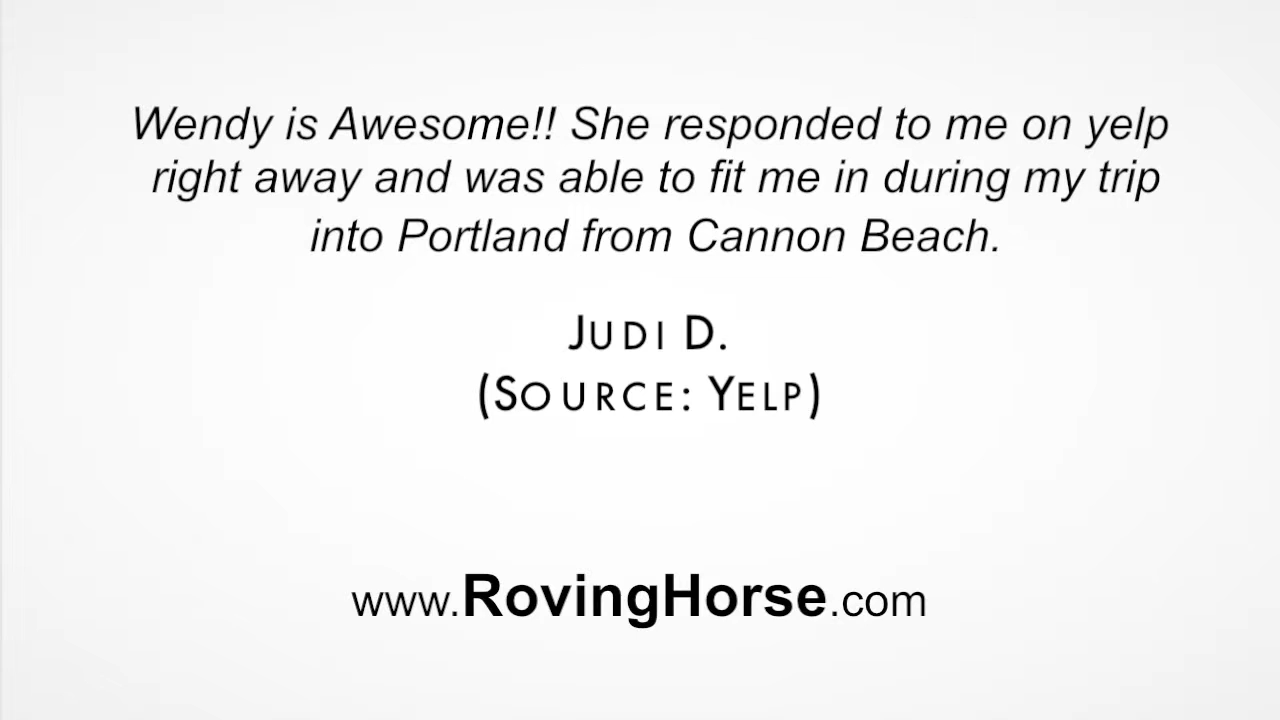 Wendy is Awesome!! She responded to me on yelp
right away and was able to fit me in during my trip
into Portland from Cannon Beach.
JUDI D.
(SOURCE: YELP)
www.RovingHorse.com